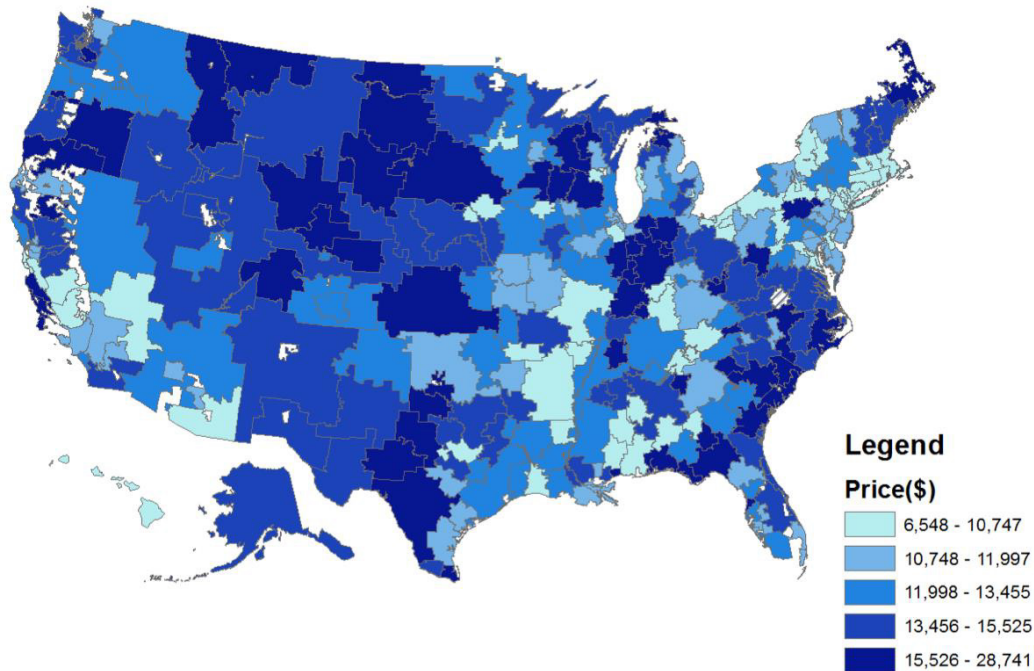 Legend
Price($)
6,548 - 10,747
10,748 - 11,997
11,998 - 13,455
13,456 - 15,525
15,526 - 28,741